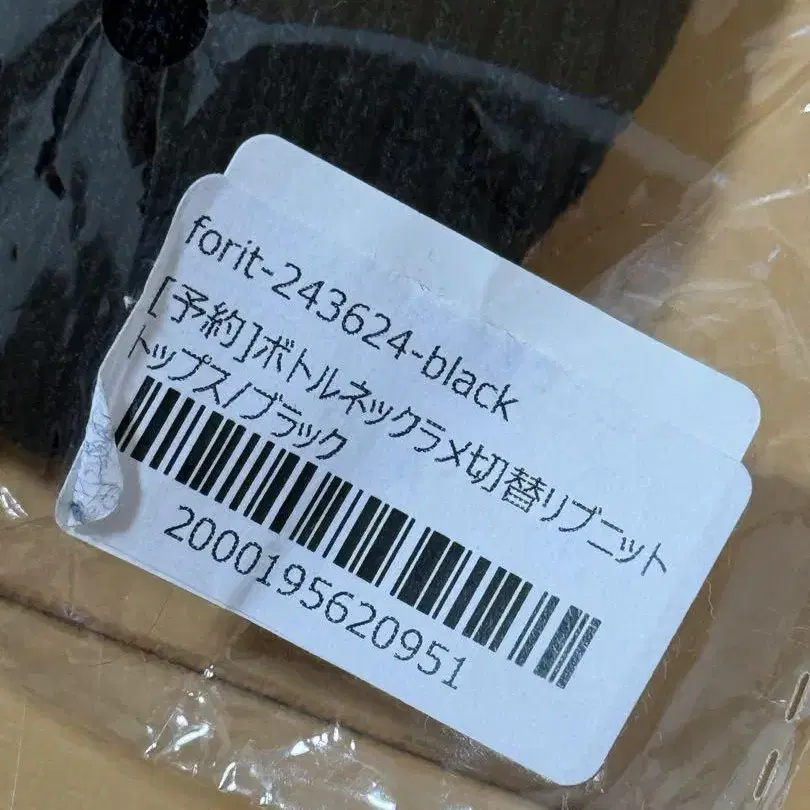 forit-243624-black
[予約]ボトルネックラメ切替リブニット
トップス/ブラック
2000195620951